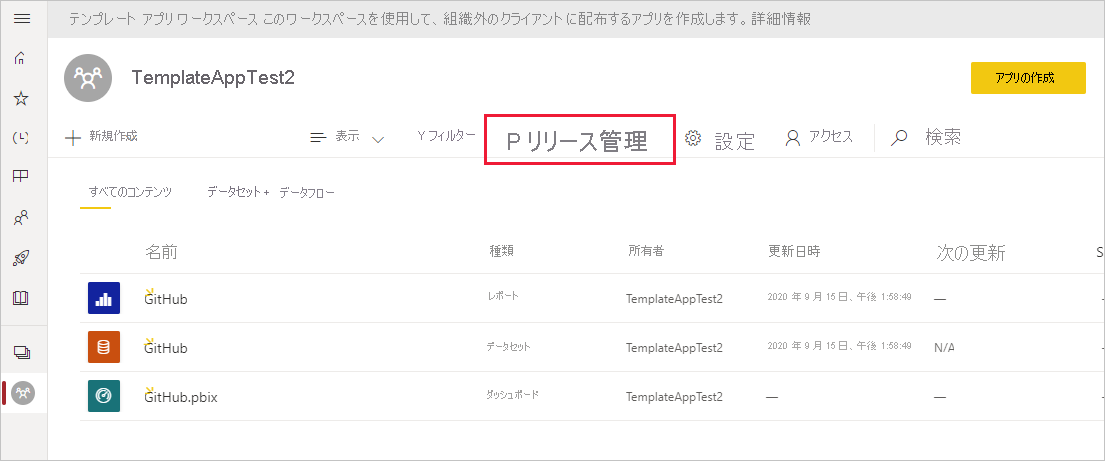 テンプレート アプリ ワークスペース このワークスペースを使用して、組織外のクライアントに配布するアプリを作成します。詳細情報
TemplateAppTest2
アプリの作成
新規作成 表示 Y フィルター P リリース管理 設定 アクセス 検索
すべてのコンテンツ データセット + データフロー
名前 種類 所有者 更新日時 次の更新 S
GitHub レポート TemplateAppTest2 2020 年 9 月 15 日、午後 1:58:49 —
GitHub データセット TemplateAppTest2 2020 年 9 月 15 日、午後 1:58:49 N/A
GitHub.pbix ダッシュボード TemplateAppTest2 — —